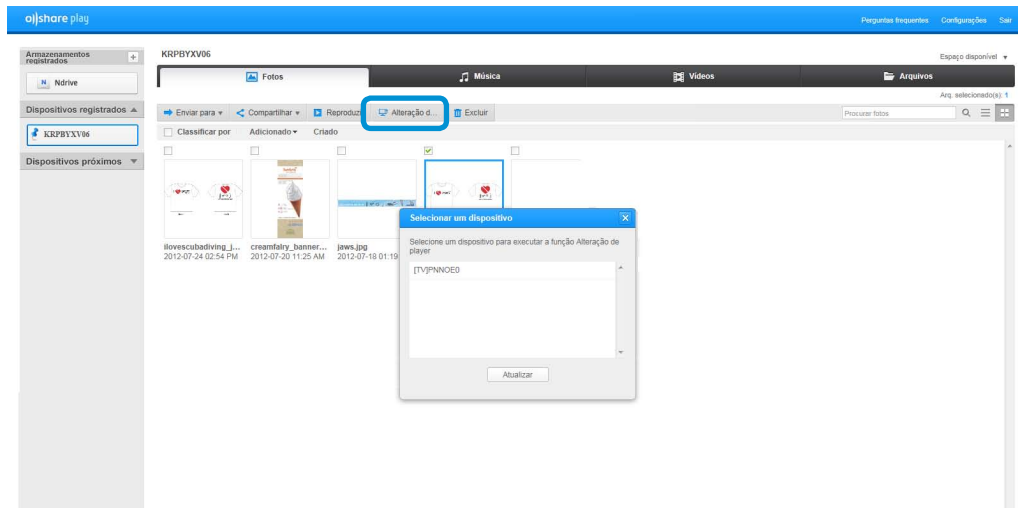 allshare play
Perguntas frequentes Configurações Sair
Armazenamentos registrados
KRPBYXV06
Espaço disponível
Ndrive
Fotos
Música
Vídeos
Arquivos
Arq. selecionado(s): 1
Dispositivos registrados
Enviar para
Compartilhar
Reproduzi
Alteração d...
Excluir
Procurar fotos
KRPBYXV06
Classificar por
Adicionado
Criado
Dispositivos próximos
Selecionar um dispositivo
Selecione um dispositivo para executar a função Alteração de
player
[TV]PNNOE0
Atualizar
ilovescubadiving_j...
2012-07-24 02:54 PM
creamfalry_banner...
2012-07-20 11:25 AM
jaws.jpg
2012-07-18 01:19